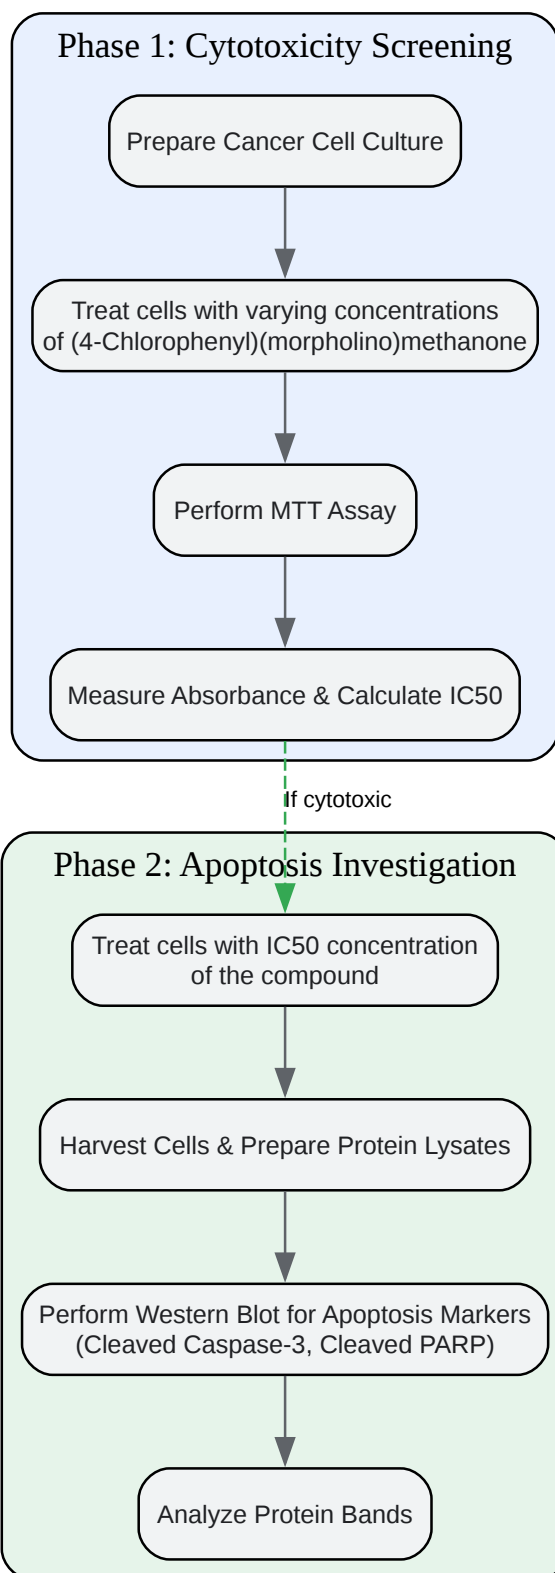 Phase 1: Cytotoxicity Screening
Prepare Cancer Cell Culture
Treat cells with varying concentrations
of (4-Chlorophenyl)(morpholino)methanone
Perform MTT Assay
Measure Absorbance & Calculate IC50
If cytotoxic
Phase 2: Apoptosis Investigation
Treat cells with IC50 concentration
of the compound
Harvest Cells & Prepare Protein Lysates
Perform Western Blot for Apoptosis Markers
(Cleaved Caspase-3, Cleaved PARP)
Analyze Protein Bands